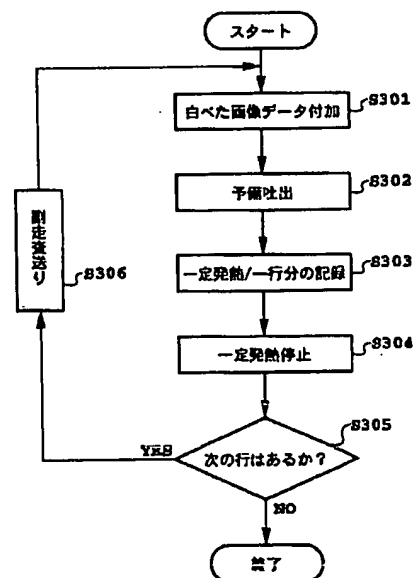 スタート
白べた画像データ付加
S301
予備吐出
S302
一定発熱/一行分の記録
S303
一定発熱停止
S304
次の行はあるか？
S305
YES
副走査送り
S306
NO
終了